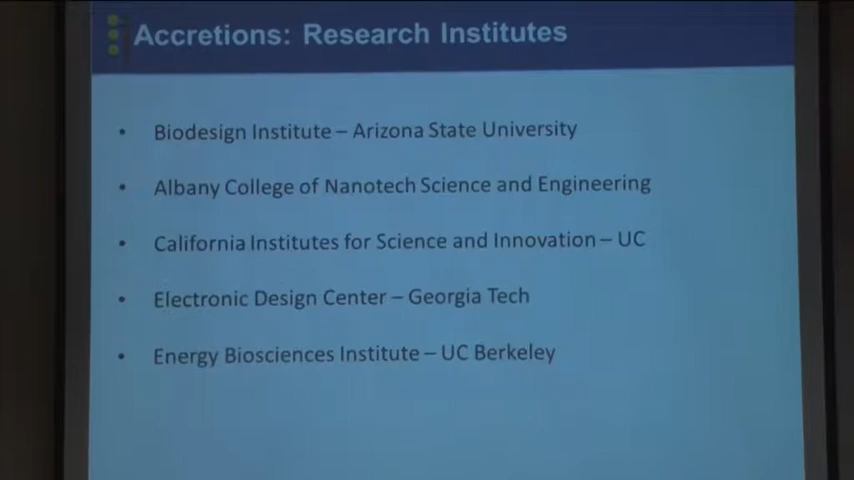 Accretions: Research Institutes
• Biodesign Institute – Arizona State University
• Albany College of Nanotech Science and Engineering
• California Institutes for Science and Innovation – UC
• Electronic Design Center – Georgia Tech
• Energy Biosciences Institute – UC Berkeley